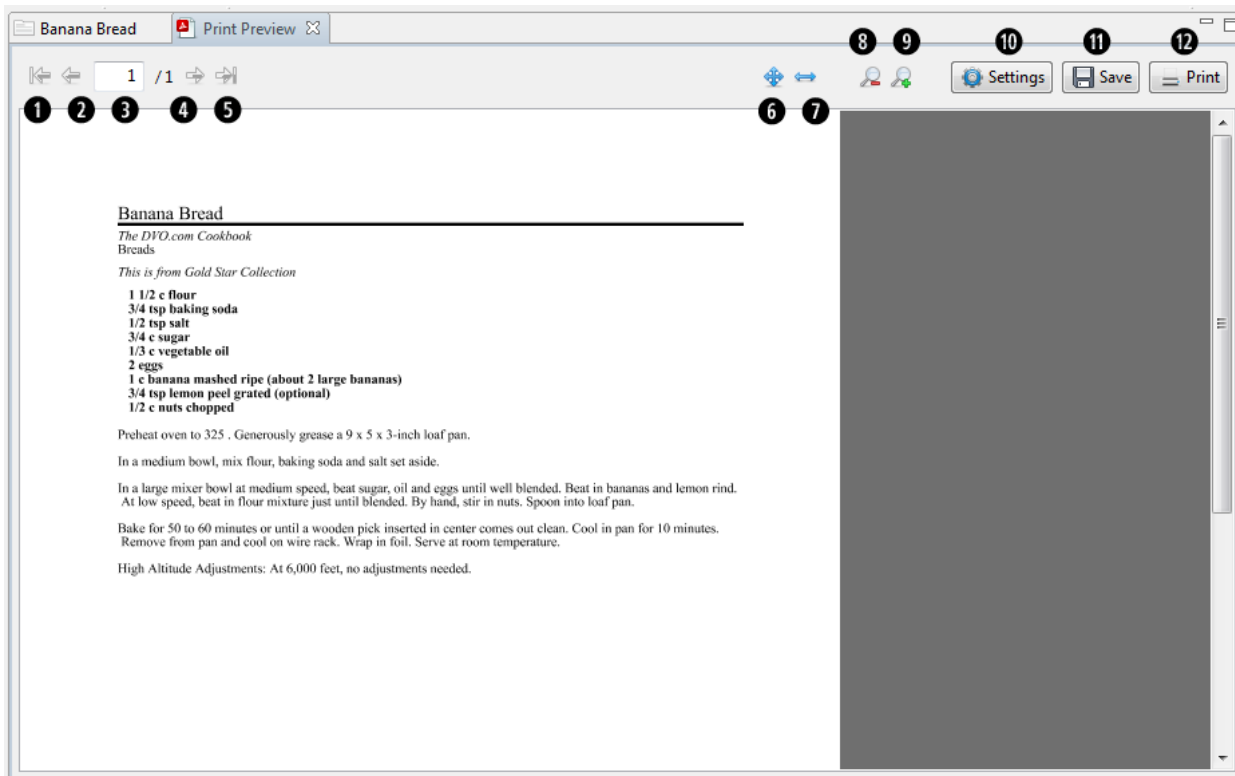 Banana Bread Print Preview
8 9 10 11 12
1 /1 Settings Save Print
1 2 3 4 5 6 7
Banana Bread
The DVO.com Cookbook
Breads
This is from Gold Star Collection
1 1/2 c flour
3/4 tsp baking soda
1/2 tsp salt
3/4 c sugar
1/3 c vegetable oil
2 eggs
1 c banana mashed ripe (about 2 large bananas)
3/4 tsp lemon peel grated (optional)
1/2 c nuts chopped
Preheat oven to 325 . Generously grease a 9 x 5 x 3-inch loaf pan.
In a medium bowl, mix flour, baking soda and salt set aside.
In a large mixer bowl at medium speed, beat sugar, oil and eggs until well blended. Beat in bananas and lemon rind.
At low speed, beat in flour mixture just until blended. By hand, stir in nuts. Spoon into loaf pan.
Bake for 50 to 60 minutes or until a wooden pick inserted in center comes out clean. Cool in pan for 10 minutes.
Remove from pan and cool on wire rack. Wrap in foil. Serve at room temperature.
High Altitude Adjustments: At 6,000 feet, no adjustments needed.